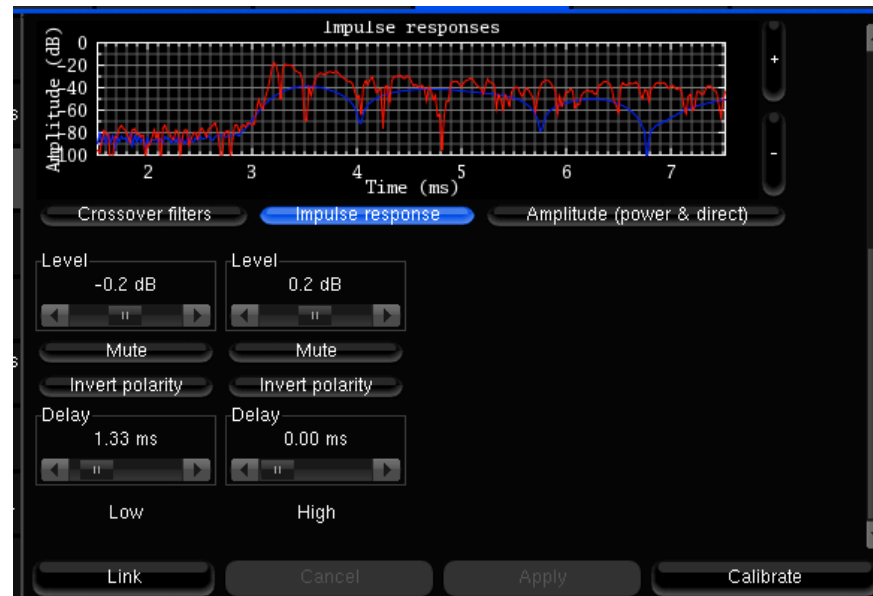 Impulse responses
Amplitude (dB)
0
-20
-40
-60
-80
-100
2 3 4 5 6 7
Time (ms)
+
-
Crossover filters Impulse response Amplitude (power & direct)
Level Level
-0.2 dB 0.2 dB
Mute Mute
Invert polarity Invert polarity
Delay Delay
1.33 ms 0.00 ms
Low High
Link Cancel Apply Calibrate